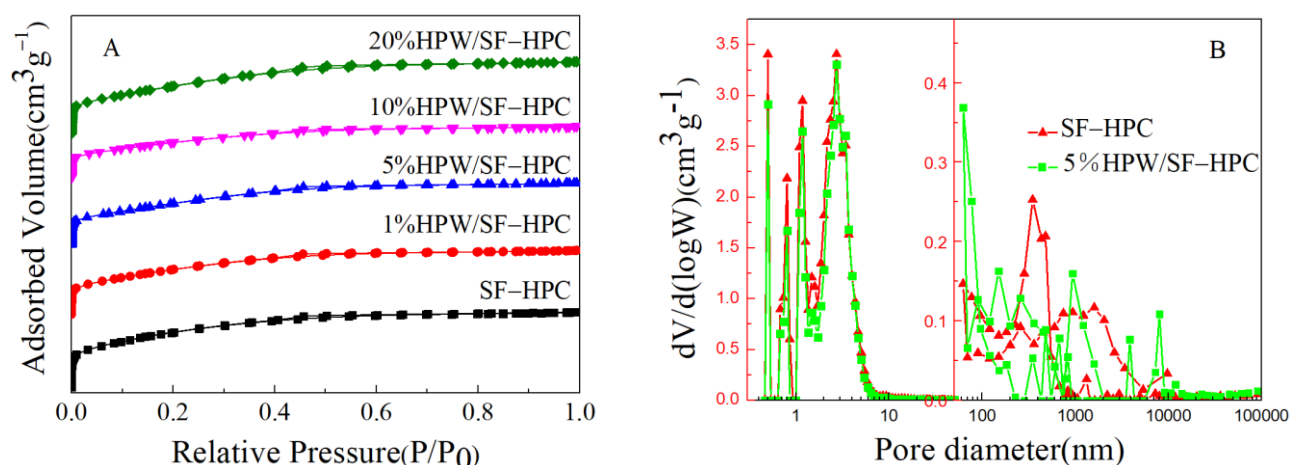 A
20%HPW/SF−HPC
10%HPW/SF−HPC
5%HPW/SF−HPC
1%HPW/SF−HPC
SF−HPC
Adsorbed Volume(cm³g⁻¹)
0.0 0.2 0.4 0.6 0.8 1.0
Relative Pressure(P/P₀)
B
3.5
3.0
2.5
2.0
1.5
1.0
0.5
0.0
0.4
0.3
0.2
0.1
0.0
SF−HPC
5%HPW/SF−HPC
dV/d(logW)(cm³g⁻¹)
1 10 100 1000 10000 100000
Pore diameter(nm)